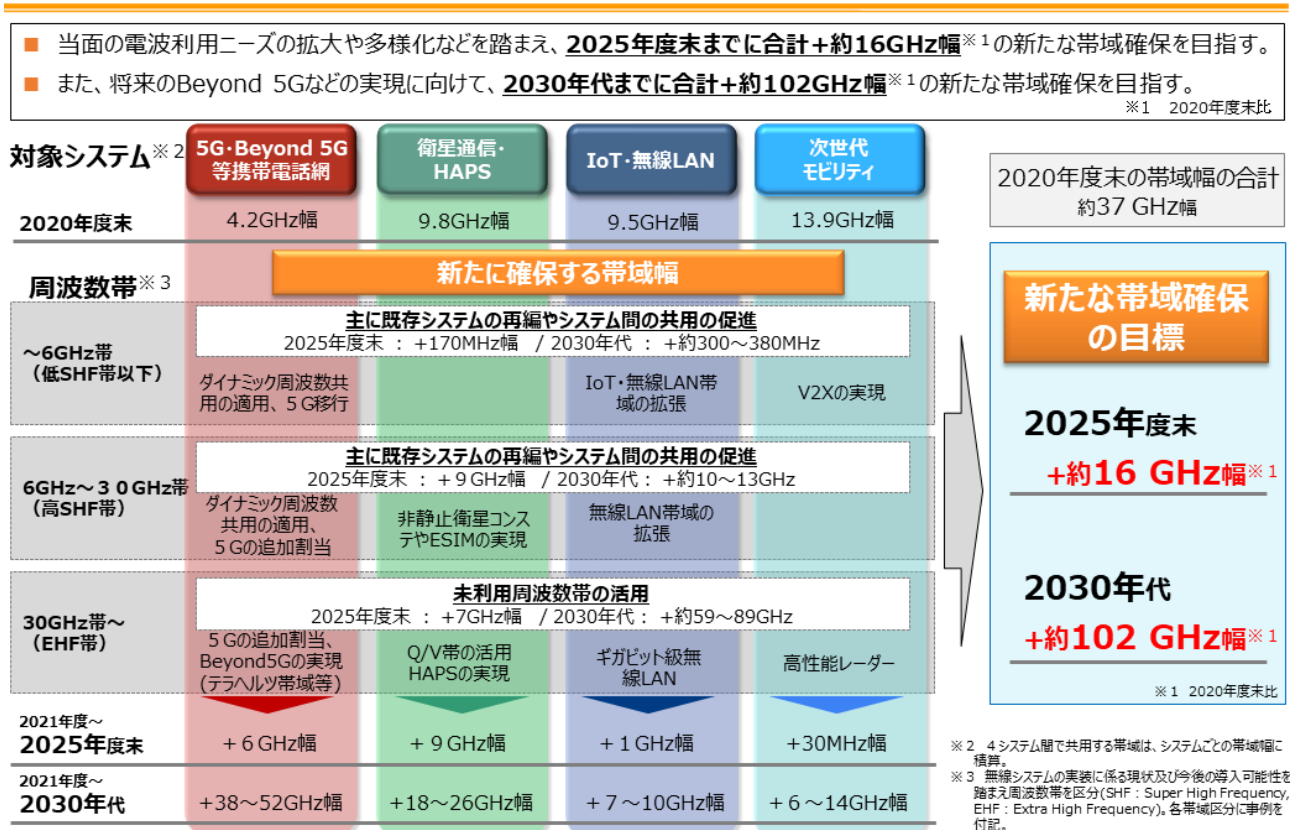 ■ 当面の電波利用ニーズの拡大や多様化などを踏まえ、2025年度末までに合計+約16GHz幅※1の新たな帯域確保を目指す。
■ また、将来のBeyond 5Gなどの実現に向けて、2030年代までに合計+約102GHz幅※1の新たな帯域確保を目指す。
※1 2020年度末比
対象システム※2
5G・Beyond 5G
等携帯電話網
衛星通信・
HAPS
IoT・無線LAN
次世代
モビリティ
2020年度末
4.2GHz幅
9.8GHz幅
9.5GHz幅
13.9GHz幅
2020年度末の帯域幅の合計
約37 GHz幅
周波数帯※3
新たに確保する帯域幅
~6GHz帯
(低SHF帯以下)
主に既存システムの再編やシステム間の共用の促進
2025年度末 : +170MHz幅 / 2030年代 : +約300~380MHz
ダイナミック周波数共
用の適用、5G移行
IoT・無線LAN帯
域の拡張
V2Xの実現
6GHz~30GHz帯
(高SHF帯)
主に既存システムの再編やシステム間の共用の促進
2025年度末 : +9GHz幅 / 2030年代 : +約10~13GHz
ダイナミック周波数
共用の適用、
5Gの追加割当
非静止衛星コンス
テやESIMの実現
無線LAN帯域の
拡張
30GHz帯~
(EHF帯)
未利用周波数帯の活用
2025年度末 : +7GHz幅 / 2030年代 : +約59~89GHz
5Gの追加割当、
Beyond5Gの実現
(テラヘルツ帯域等)
Q/V帯の活用
HAPSの実現
ギガビット級無
線LAN
高性能レーダー
2021年度~
2025年度末
+6GHz幅
+9GHz幅
+1GHz幅
+30MHz幅
2021年度~
2030年代
+38~52GHz幅
+18~26GHz幅
+7~10GHz幅
+6~14GHz幅
新たな帯域確保
の目標
2025年度末
+約16 GHz幅※1
2030年代
+約102 GHz幅※1
※1 2020年度末比
※2 4システム間で共用する帯域は、システムごとの帯域幅に
積算。
※3 無線システムの実装に係る現状及び今後の導入可能性を
踏まえ周波数帯を区分(SHF:Super High Frequency,
EHF:Extra High Frequency)。各帯域区分に事例を
付記。